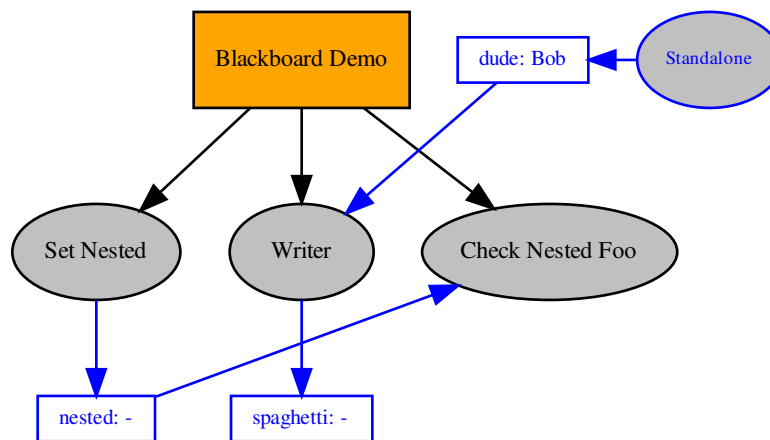 Blackboard Demo
dude: Bob
Standalone
Set Nested
Writer
Check Nested Foo
nested: -
spaghetti: -